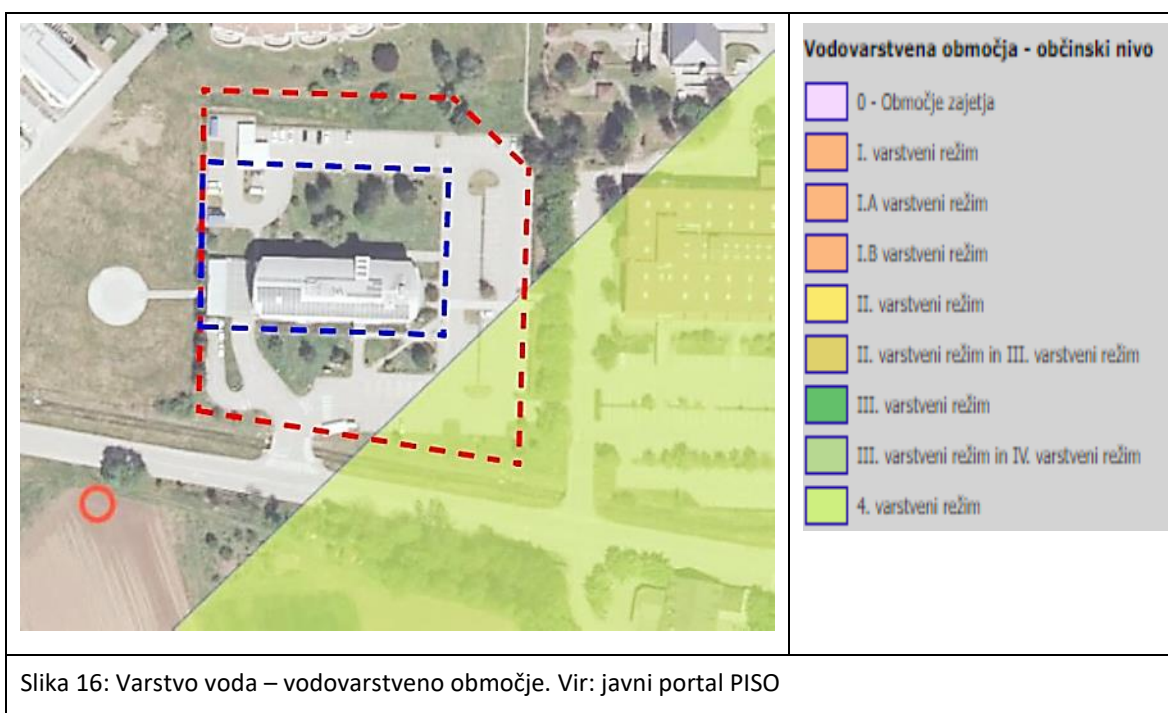 Vodovarstvena območja - občinski nivo
0 - Območje zajetja
I. varstveni režim
I.A varstveni režim
I.B varstveni režim
II. varstveni režim
II. varstveni režim in III. varstveni režim
III. varstveni režim
III. varstveni režim in IV. varstveni režim
4. varstveni režim
Slika 16: Varstvo voda – vodovarstveno območje. Vir: javni portal PISO